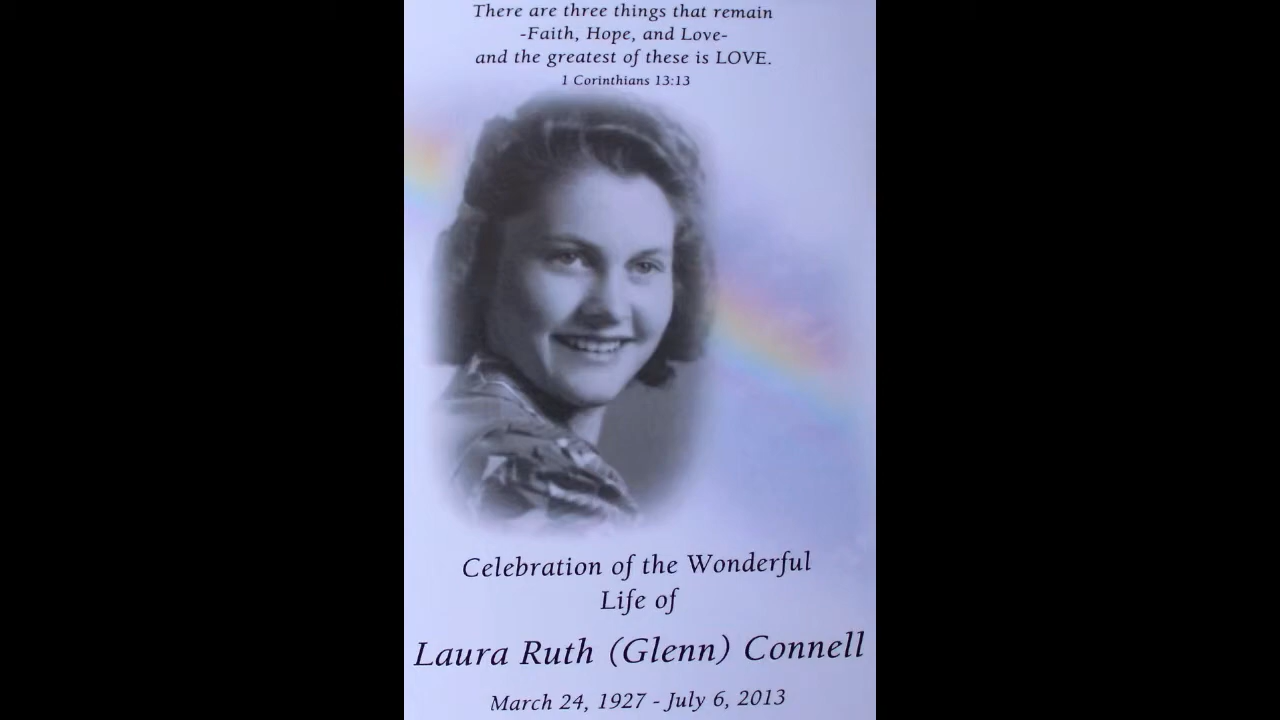 There are three things that remain
-Faith, Hope, and Love-
and the greatest of these is LOVE.
1 Corinthians 13:13
Celebration of the Wonderful
Life of
Laura Ruth (Glenn) Connell
March 24, 1927 - July 6, 2013